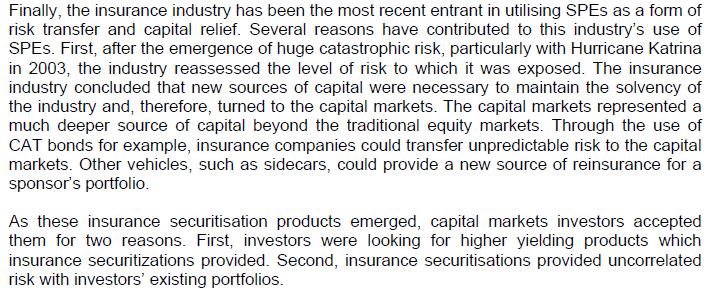 Finally, the insurance industry has been the most recent entrant in utilising SPEs as a form of
risk transfer and capital relief. Several reasons have contributed to this industry's use of
SPEs. First, after the emergence of huge catastrophic risk, particularly with Hurricane Katrina
in 2003, the industry reassessed the level of risk to which it was exposed. The insurance
industry concluded that new sources of capital were necessary to maintain the solvency of
the industry and, therefore, turned to the capital markets. The capital markets represented a
much deeper source of capital beyond the traditional equity markets. Through the use of
CAT bonds for example, insurance companies could transfer unpredictable risk to the capital
markets. Other vehicles, such as sidecars, could provide a new source of reinsurance for a
sponsor's portfolio.
As these insurance securitisation products emerged, capital markets investors accepted
them for two reasons. First, investors were looking for higher yielding products which
insurance securitizations provided. Second, insurance securitisations provided uncorrelated
risk with investors' existing portfolios.